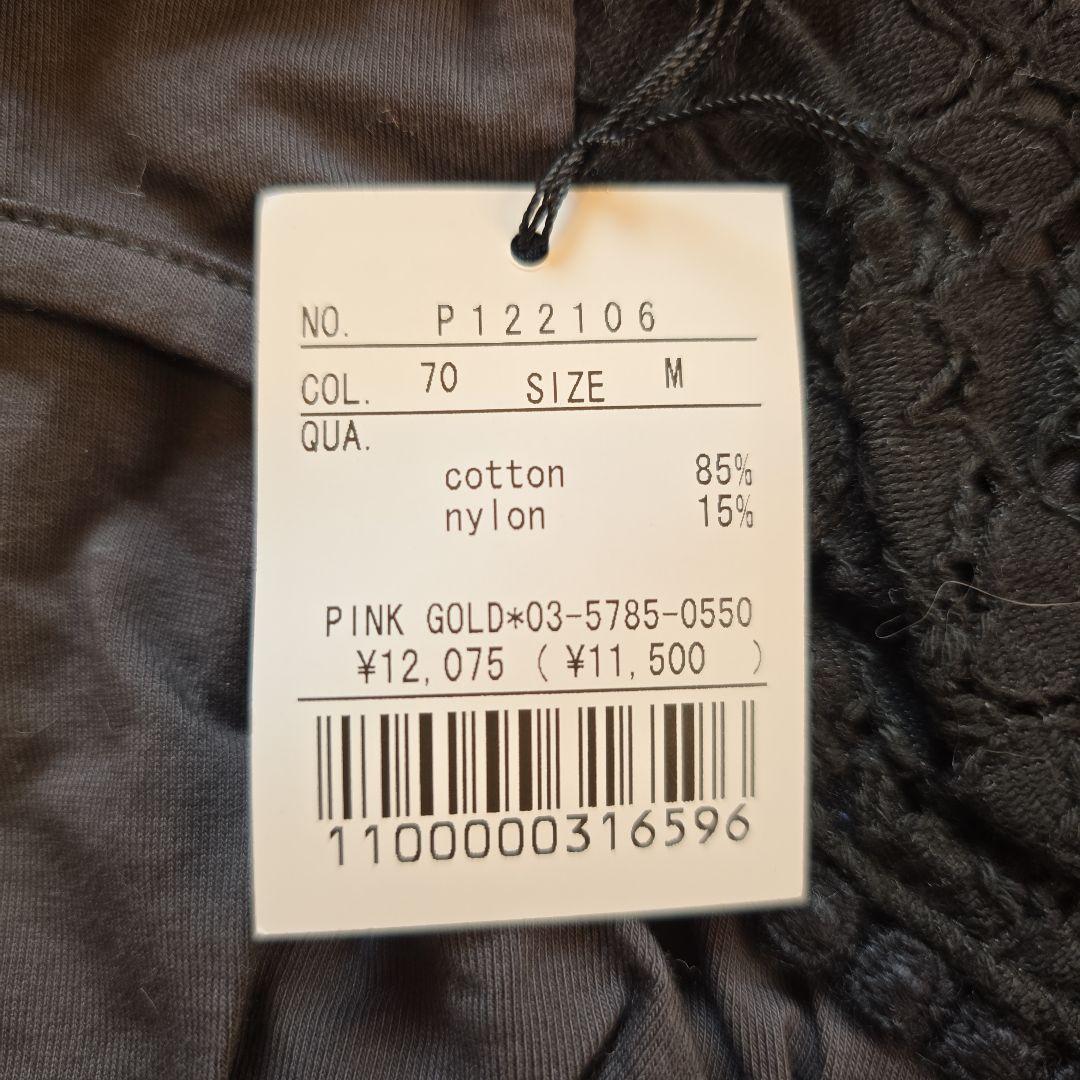 NO. P122106
COL. 70 SIZE M
QUA.
cotton 85%
nylon 15%
PINK GOLD*03-5785-0550
¥12,075 ( ¥11,500 )
1100000316596